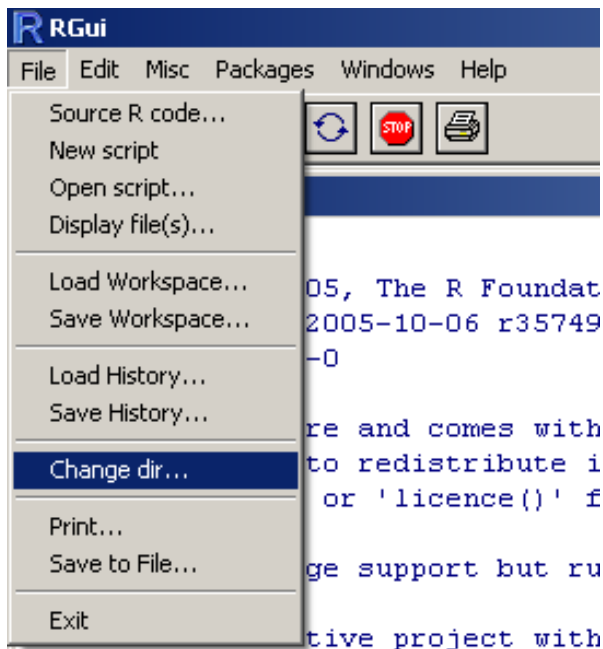 RGui
File Edit Misc Packages Windows Help
STOP
Source R code...
New script
Open script...
Display file(s)...
Load Workspace...
Save Workspace...
Load History...
Save History...
Change dir...
Print...
Save to File...
Exit
05, The R Foundat
2005-10-06 r35749
-0
re and comes with
to redistribute i
or 'licence()' f
ge support but ru
tive project with